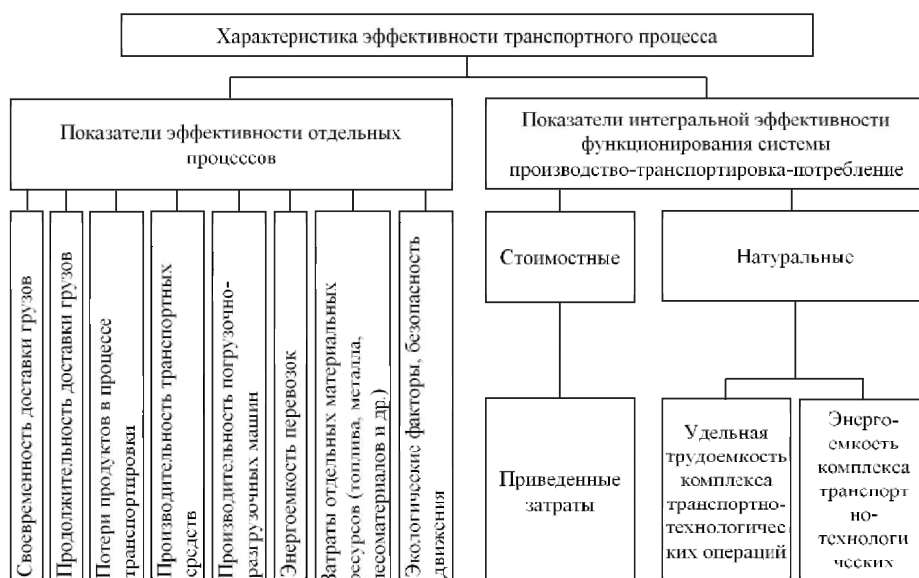 Характеристика эффективности транспортного процесса
Показатели эффективности отдельных
процессов
Показатели интегральной эффективности
функционирования системы
производство-транспортировка-потребление
Своевременность доставки грузов
Продолжительность доставки грузов
Потери продуктов в процессе
транспортировки
Производительность транспортных
средств
Производительность погрузочно-
разгрузочных машин
Энергоемкость перевозок
Затраты отдельных материальных
ресурсов (топлива, металла,
лесоматериалов и др.)
Экологические факторы, безопасность
движения
Стоимостные
Натуральные
Приведенные
затраты
Удельная
трудоемкость
комплекса
транспортно-
технологичес
ких операций
Энерго-
емкость
комплекса
транспорт
но-
технологи
ческих